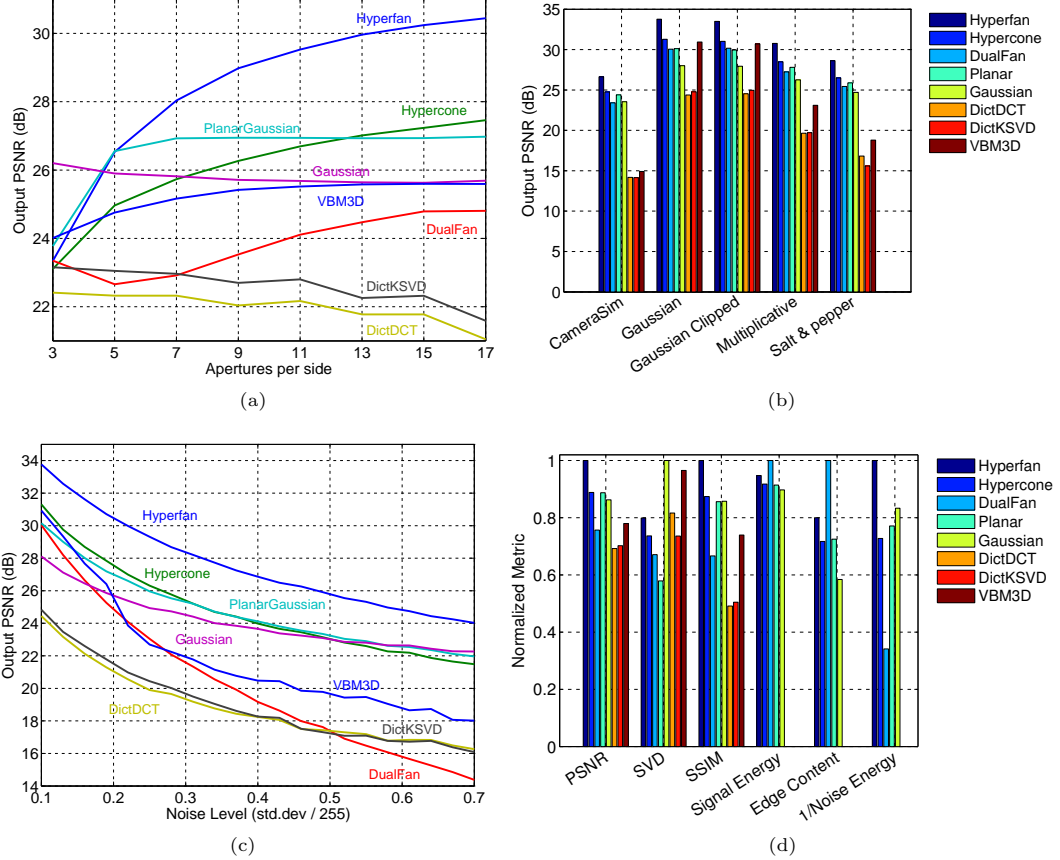 30
28
26
24
22
3
5
7
9
11
13
15
17
Output PSNR (dB)
Apertures per side
Hyperfan
Hypercone
PlanarGaussian
Gaussian
VBM3D
DualFan
DictKSVD
DictDCT
(a)
35
30
25
20
15
10
5
0
Output PSNR (dB)
CameraSim
Gaussian
Gaussian Clipped
Multiplicative
Salt & pepper
Hyperfan
Hypercone
DualFan
Planar
Gaussian
DictDCT
DictKSVD
VBM3D
(b)
34
32
30
28
26
24
22
20
18
16
14
0.1
0.2
0.3
0.4
0.5
0.6
0.7
Output PSNR (dB)
Noise Level (std.dev / 255)
Hyperfan
Hypercone
PlanarGaussian
Gaussian
VBM3D
DictDCT
DictKSVD
DualFan
(c)
1
0.8
0.6
0.4
0.2
0
Normalized Metric
PSNR
SVD
SSIM
Signal Energy
Edge Content
1/Noise Energy
Hyperfan
Hypercone
DualFan
Planar
Gaussian
DictDCT
DictKSVD
VBM3D
(d)